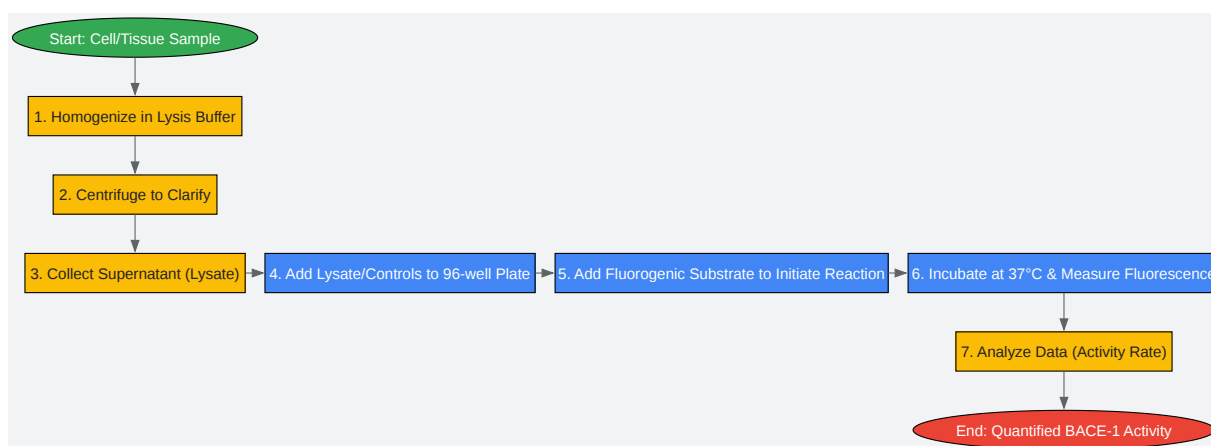 Start: Cell/Tissue Sample
1. Homogenize in Lysis Buffer
2. Centrifuge to Clarify
3. Collect Supernatant (Lysate)
4. Add Lysate/Controls to 96-well Plate
5. Add Fluorogenic Substrate to Initiate Reaction
6. Incubate at 37°C & Measure Fluorescence
7. Analyze Data (Activity Rate)
End: Quantified BACE-1 Activity